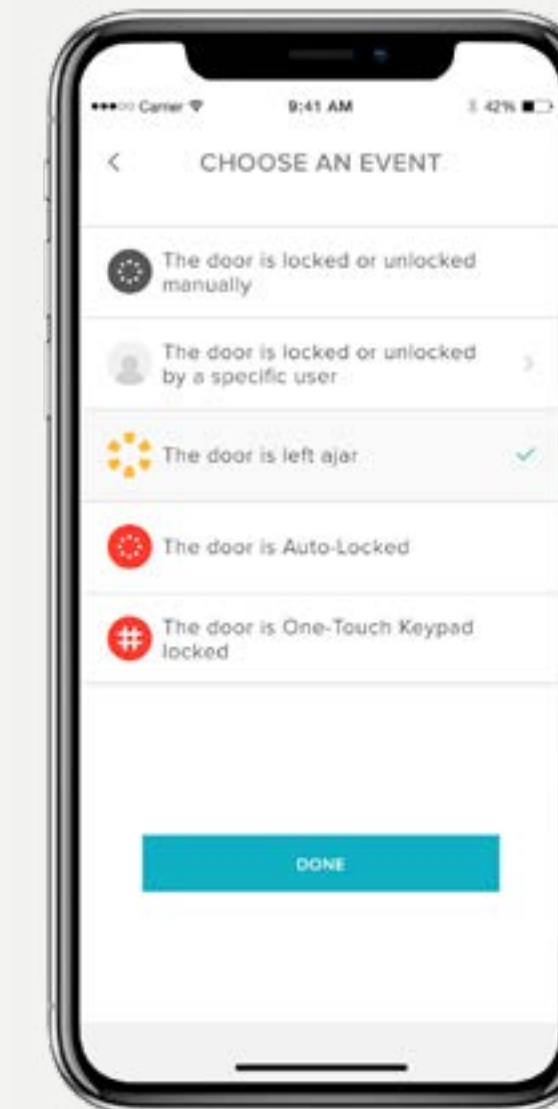 Carrier
9:41 AM
42%
CHOOSE AN EVENT
The door is locked or unlocked
manually
The door is locked or unlocked
by a specific user
The door is left ajar
The door is Auto-Locked
The door is One-Touch Keypad
locked
DONE